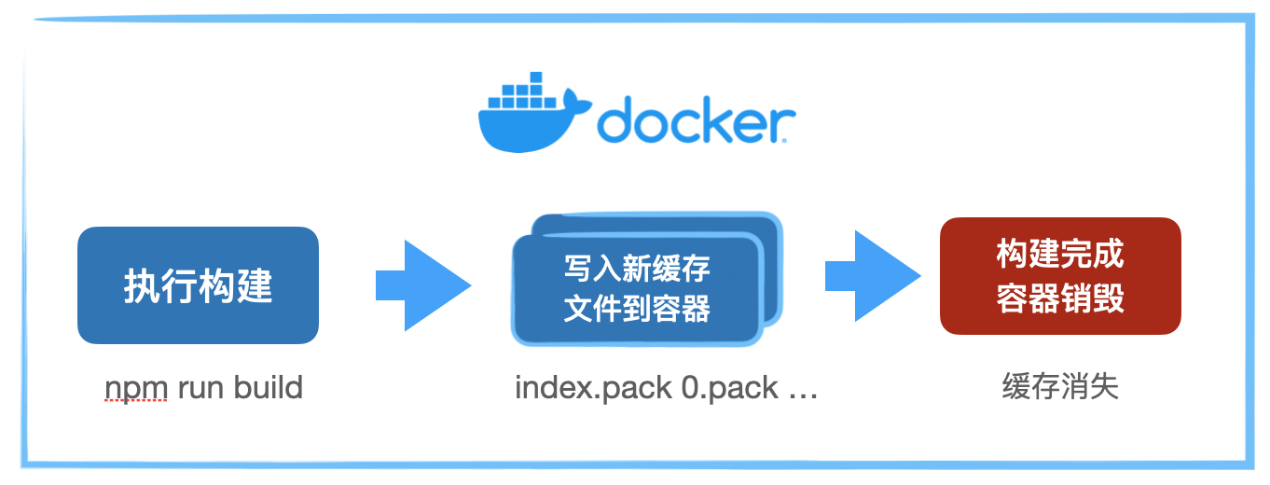 docker
执行构建
写入新缓存
文件到容器
构建完成
容器销毁
npm run build
index.pack 0.pack …
缓存消失